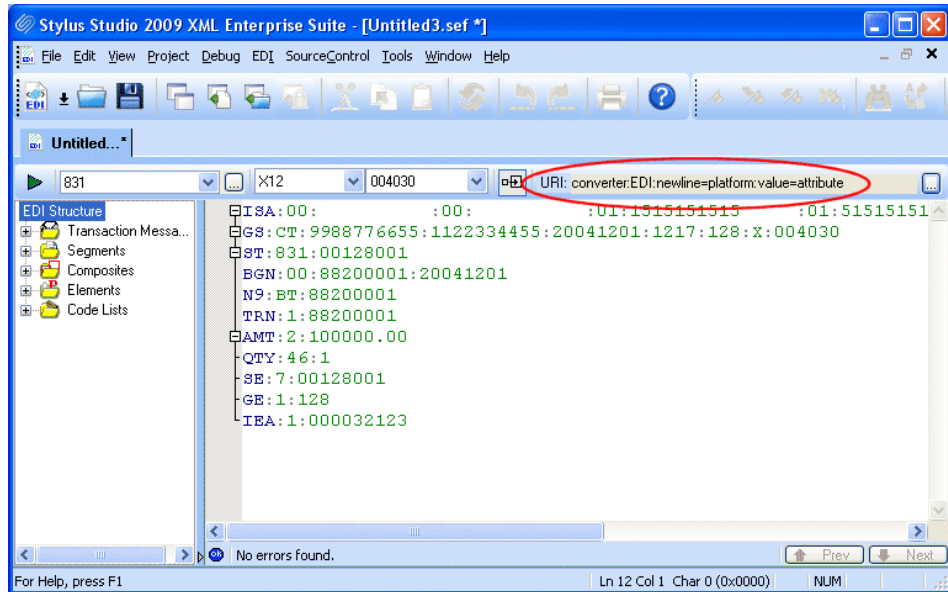 Stylus Studio 2009 XML Enterprise Suite - [Untitled3.sef *]
File Edit View Project Debug EDI SourceControl Tools Window Help
EDI
Untitled...*
831 ... X12 004030 URI: converter:EDI:newline=platform:value=attribute ...
EDI Structure
Transaction Messa...
Segments
Composites
Elements
Code Lists
ISA:00: :00: :01:1515151515 :01:51515151
GS:CT:9988776655:1122334455:20041201:1217:128:X:004030
ST:831:00128001
BGN:00:88200001:20041201
N9:BT:88200001
TRN:1:88200001
AMT:2:100000.00
QTY:46:1
SE:7:00128001
GE:1:128
IEA:1:000032123
No errors found. Prev Next
For Help, press F1 Ln 12 Col 1 Char 0 (0x0000) NUM